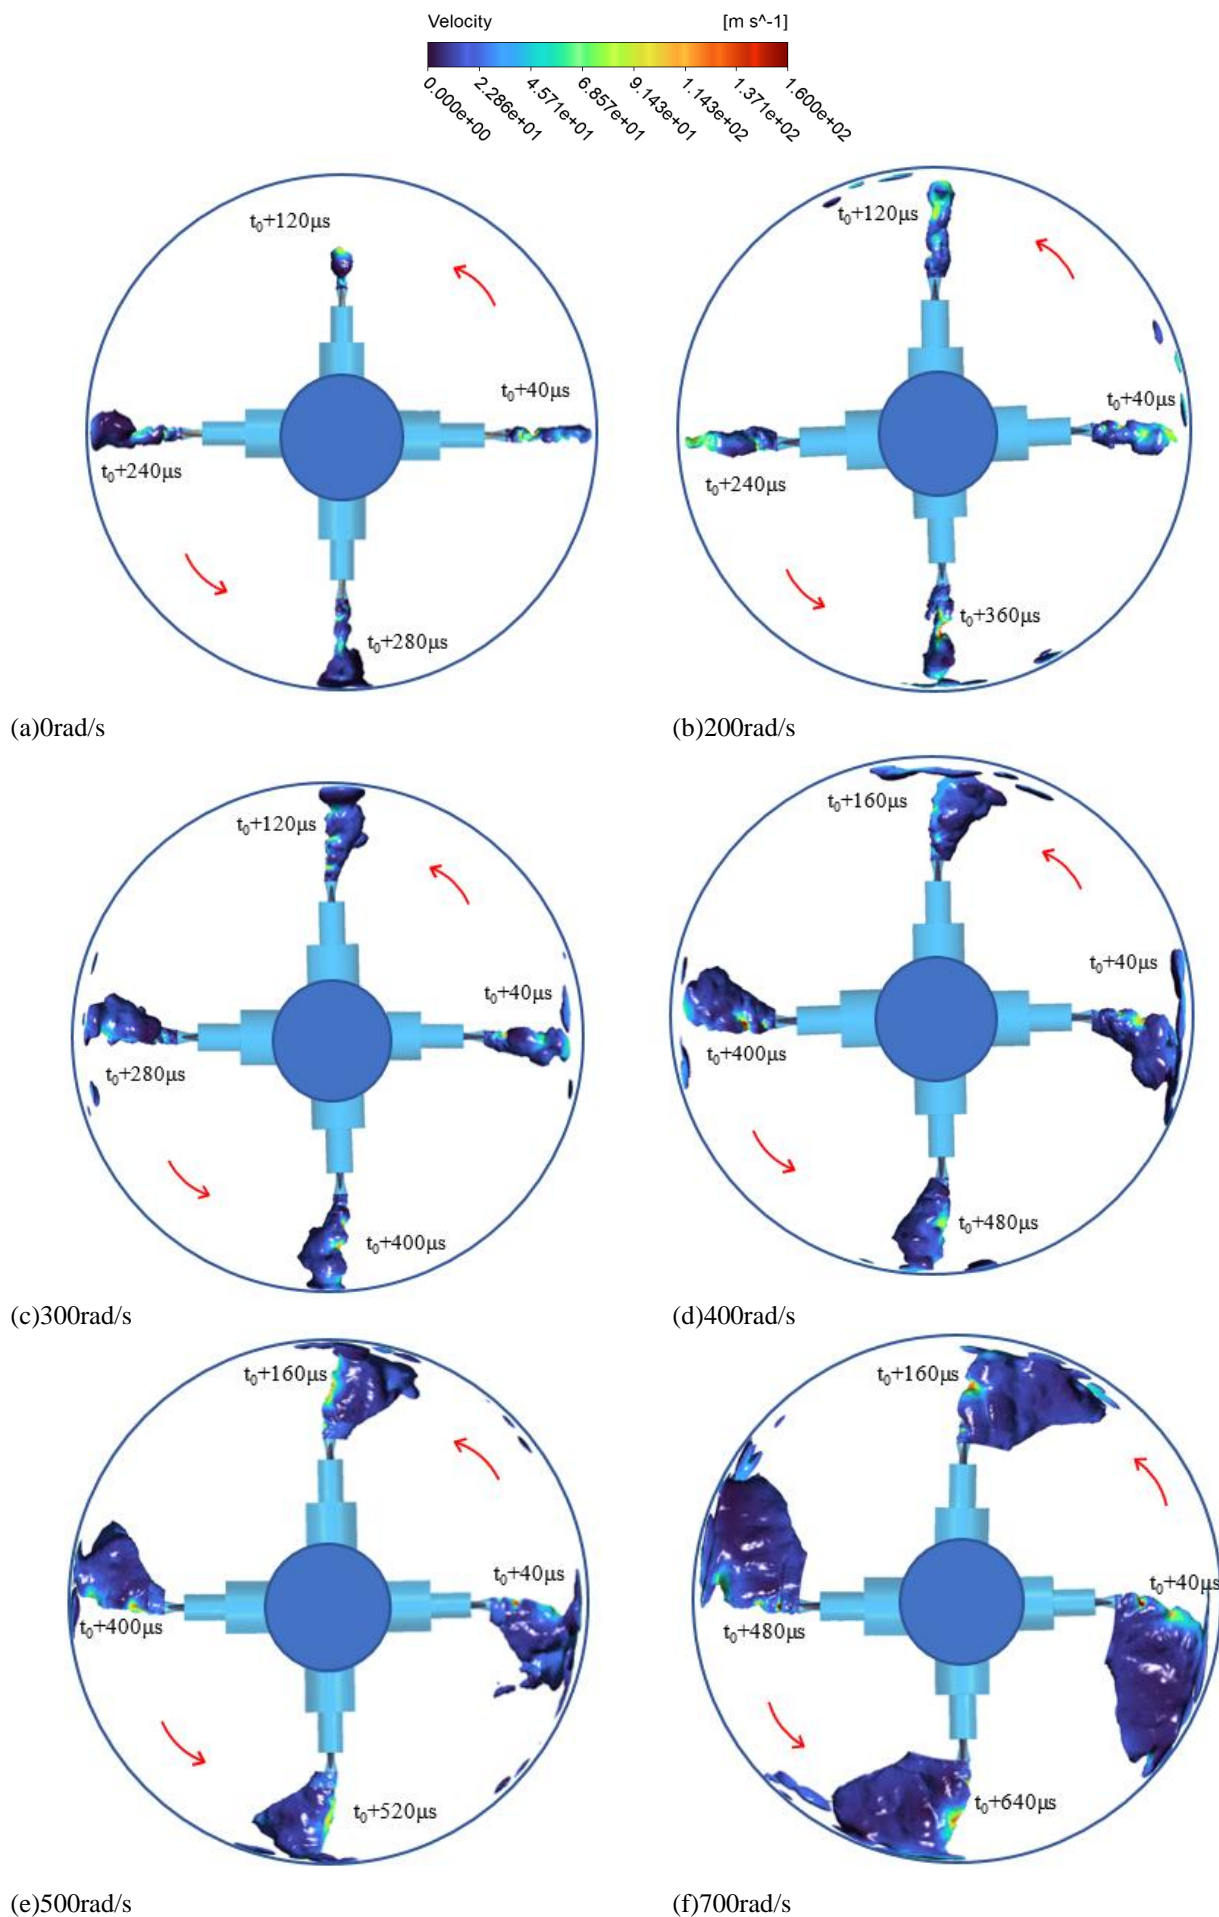 Velocity [m s^-1]
0.000e+00 2.286e+01 4.571e+01 6.857e+01 9.143e+01 1.143e+02 1.371e+02 1.600e+02
t₀+120μs
t₀+40μs
t₀+240μs
t₀+280μs
(a)0rad/s
t₀+120μs
t₀+40μs
t₀+240μs
t₀+360μs
(b)200rad/s
t₀+120μs
t₀+40μs
t₀+280μs
t₀+400μs
(c)300rad/s
t₀+160μs
t₀+40μs
t₀+400μs
t₀+480μs
(d)400rad/s
t₀+160μs
t₀+40μs
t₀+400μs
t₀+520μs
(e)500rad/s
t₀+160μs
t₀+40μs
t₀+480μs
t₀+640μs
(f)700rad/s